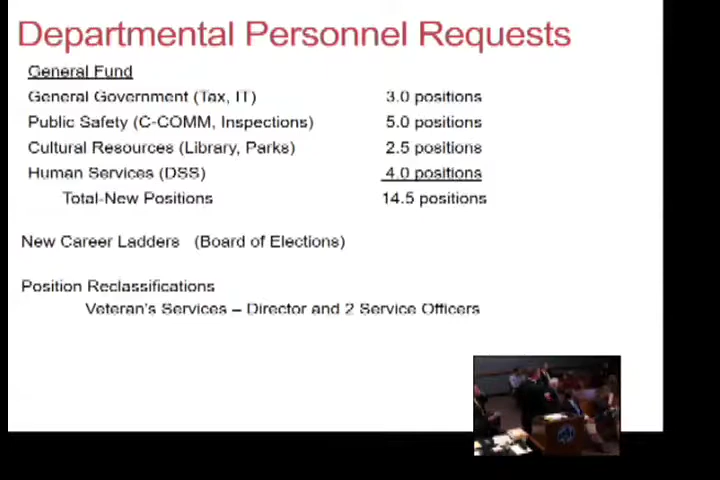 Departmental Personnel Requests
General Fund
General Government (Tax, IT) 3.0 positions
Public Safety (C-COMM, Inspections) 5.0 positions
Cultural Resources (Library, Parks) 2.5 positions
Human Services (DSS) 4.0 positions
Total-New Positions 14.5 positions
New Career Ladders (Board of Elections)
Position Reclassifications
Veteran's Services – Director and 2 Service Officers